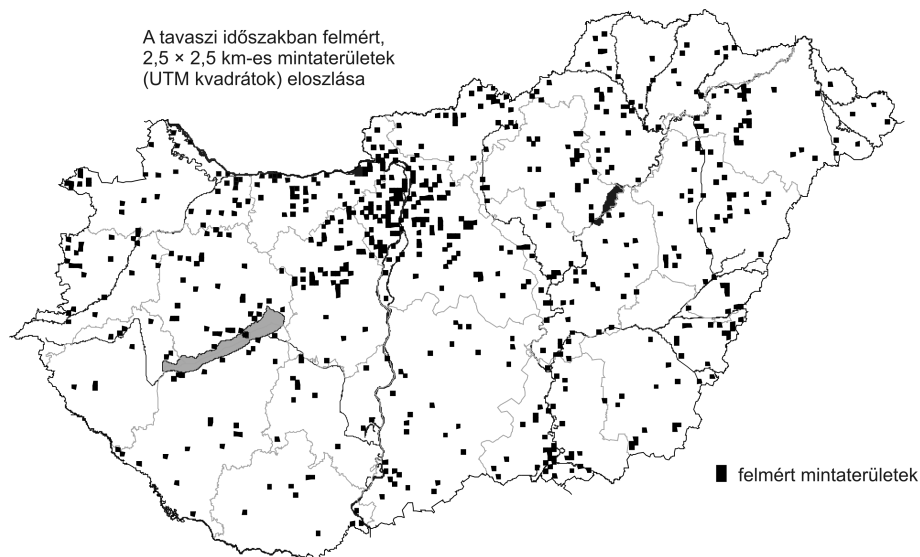 A tavaszi időszakban felmért,
2,5 × 2,5 km-es mintaterületek
(UTM kvadrátok) eloszlása
felmért mintaterületek